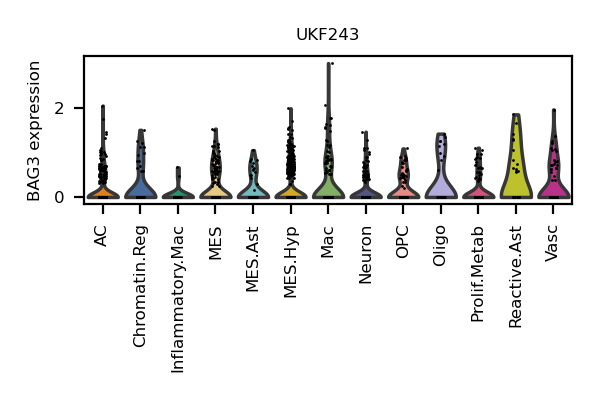 UKF243
BAG3 expression
2
0
AC
Chromatin.Reg
Inflammatory.Mac
MES
MES.Ast
MES.Hyp
Mac
Neuron
OPC
Oligo
Prolif.Metab
Reactive.Ast
Vasc